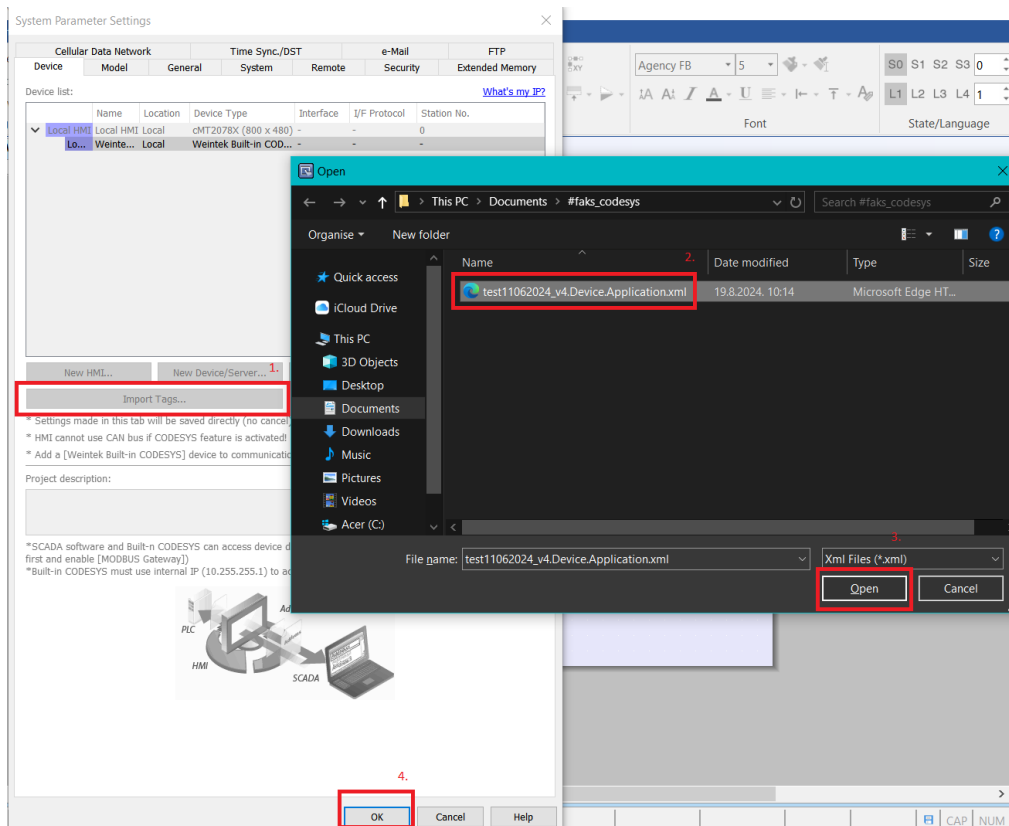 System Parameter Settings
Cellular Data Network Time Sync./DST e-Mail FTP
Device Model General System Remote Security Extended Memory
Device list: What's my IP?
Name Location Device Type Interface I/F Protocol Station No.
Local HMI Local HMI Local cMT2078X (800 x 480) - - 0
Lo... Weinte... Local Weintek Built-in COD... - - -
New HMI... New Device/Server... 1.
Import Tags...
* Settings made in this tab will be saved directly (no cancel
* HMI cannot use CAN bus if CODESYS feature is activated!
* Add a [Weintek Built-in CODESYS] device to communicatio
Project description:
*SCADA software and Built-n CODESYS can access device d
first and enable [MODBUS Gateway])
*Built-in CODESYS must use internal IP (10.255.255.1) to ac
PLC
Ad
HMI
SCADA
4.
OK Cancel Help
Agency FB 5
S0 S1 S2 S3 0
L1 L2 L3 L4 1
Font State/Language
Open
This PC > Documents > #faks_codesys
Search #faks_codesys
Organise New folder
Name 2. Date modified Type Size
test11062024_v4.Device.Application.xml 19.8.2024. 10:14 Microsoft Edge HT...
Quick access
iCloud Drive
This PC
3D Objects
Desktop
Documents
Downloads
Music
Pictures
Videos
Acer (C:)
3.
File name: test11062024_v4.Device.Application.xml Xml Files (*.xml)
Open Cancel
CAP NUM